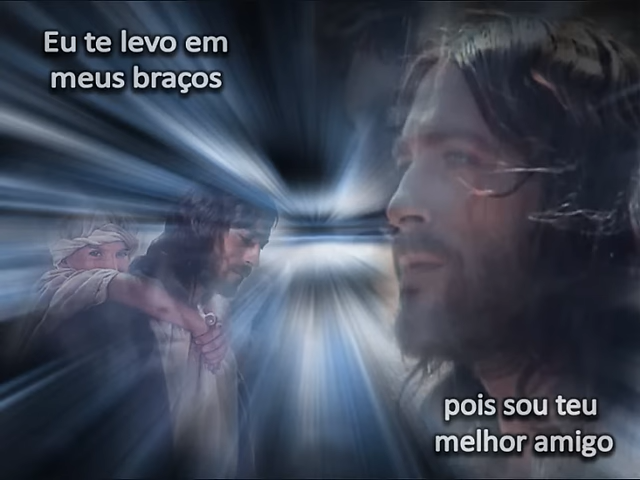 Eu te levo em
meus braços
pois sou teu
melhor amigo